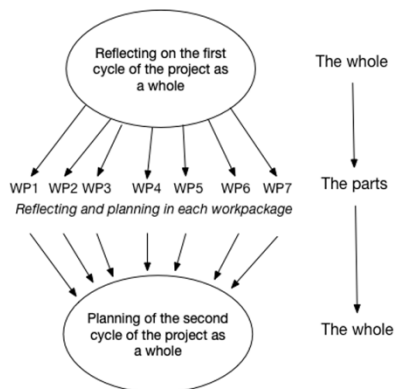 Reflecting on the first
cycle of the project as
a whole
The whole
WP1 WP2 WP3 WP4 WP5 WP6 WP7
The parts
Reflecting and planning in each workpackage
Planning of the second
cycle of the project as
a whole
The whole